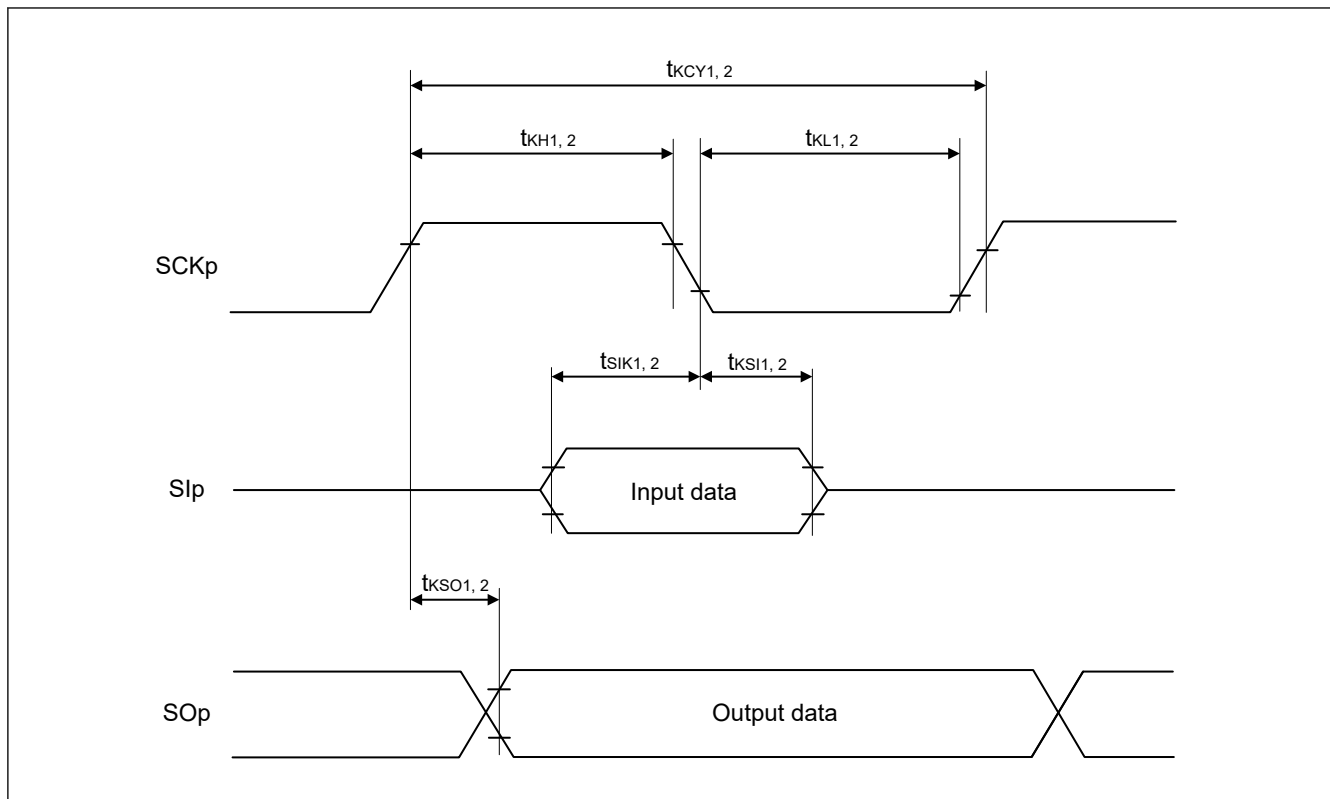 tKCY1, 2
tKH1, 2
tKL1, 2
SCKp
tSIK1, 2
tKSI1, 2
SIp
Input data
tKSO1, 2
SOp
Output data